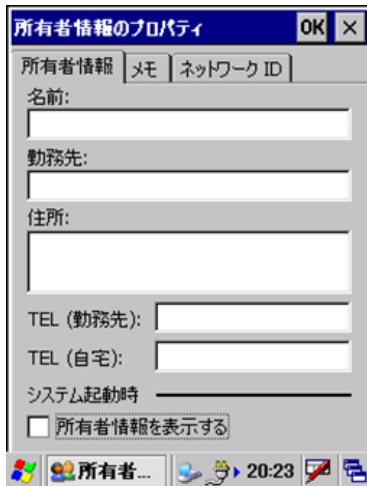 所有者情報のプロパティ OK ×
所有者情報 メモ ネットワーク ID
名前:
勤務先:
住所:
TEL (勤務先):
TEL (自宅):
システム起動時
所有者情報を表示する
所有者... 20:23